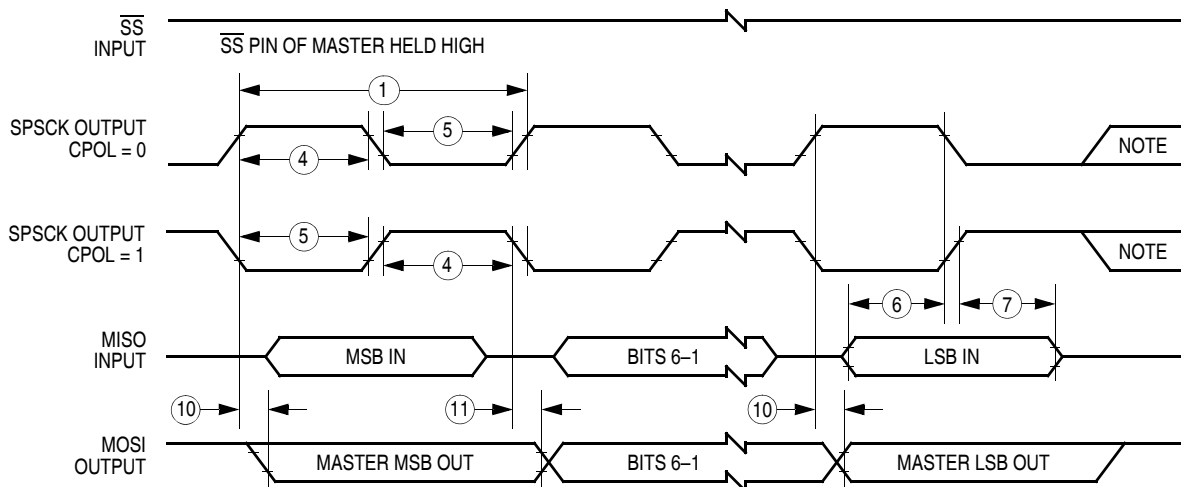 SS
INPUT
SS PIN OF MASTER HELD HIGH
1
SPSCK OUTPUT
CPOL = 0
5
4
NOTE
SPSCK OUTPUT
CPOL = 1
5
4
NOTE
6
7
MISO
INPUT
MSB IN
BITS 6–1
LSB IN
10
11
10
MOSI
OUTPUT
MASTER MSB OUT
BITS 6–1
MASTER LSB OUT